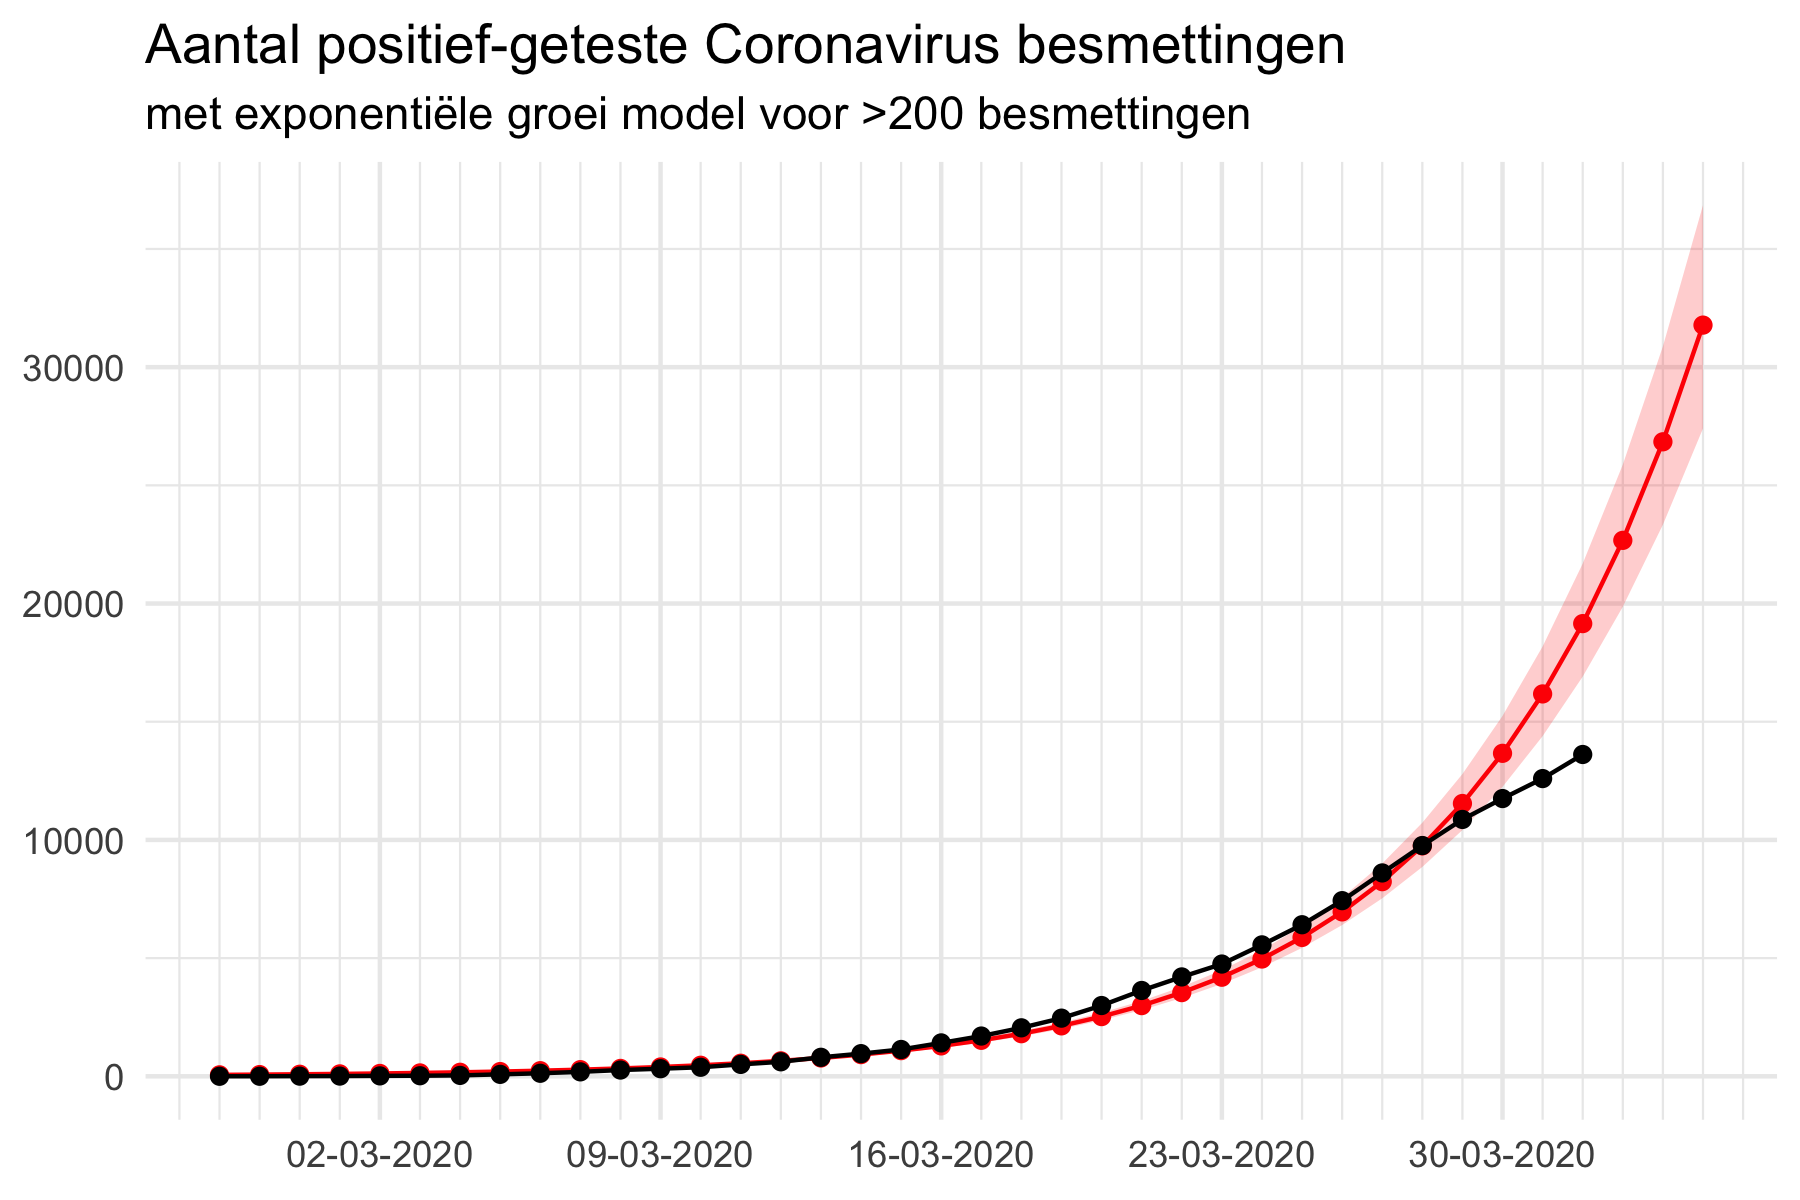 Aantal positief-geteste Coronavirus besmettingen
met exponentiële groei model voor >200 besmettingen
30000
20000
10000
0
02-03-2020 09-03-2020 16-03-2020 23-03-2020 30-03-2020